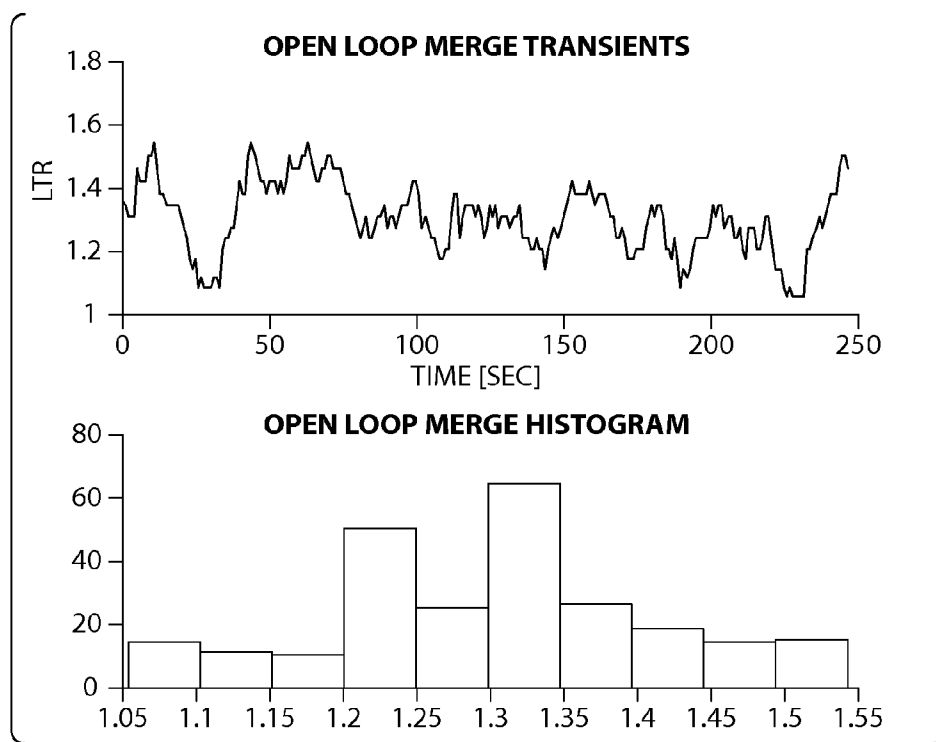 OPEN LOOP MERGE TRANSIENTS
1.8
1.6
1.4
1.2
1
LTR
0 50 100 150 200 250
TIME [SEC]
OPEN LOOP MERGE HISTOGRAM
80
60
40
20
0
1.05 1.1 1.15 1.2 1.25 1.3 1.35 1.4 1.45 1.5 1.55